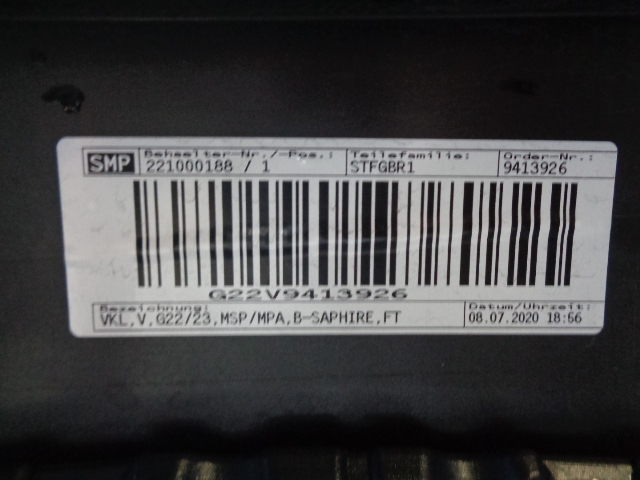 SMP Behaelter-Nr./-Pos.: Teilefamilie: Order-Nr.:
221000188 / 1 STFGBR1 9413926
G22V9413926
Bezeichnung: Datum/Uhrzeit:
VKL,V,G22/23,MSP/MPA,B-SAPHIRE,FT 08.07.2020 18:56